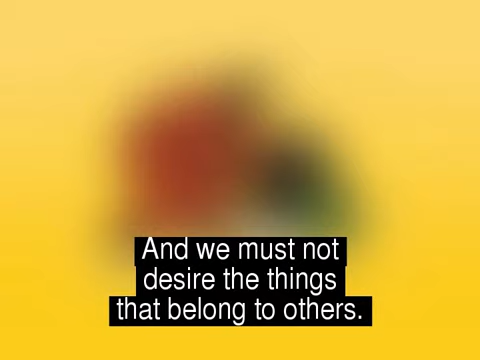 And we must not
desire the things
that belong to others.